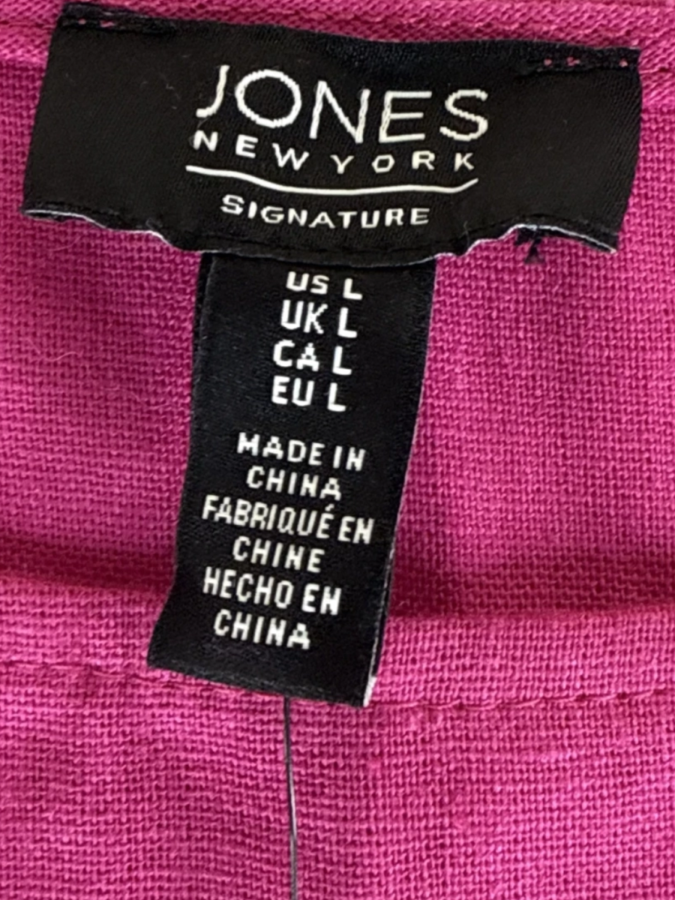 JONES
NEW YORK
SIGNATURE
US L
UK L
CA L
EU L
MADE IN
CHINA
FABRIQUÉ EN
CHINE
HECHO EN
CHINA